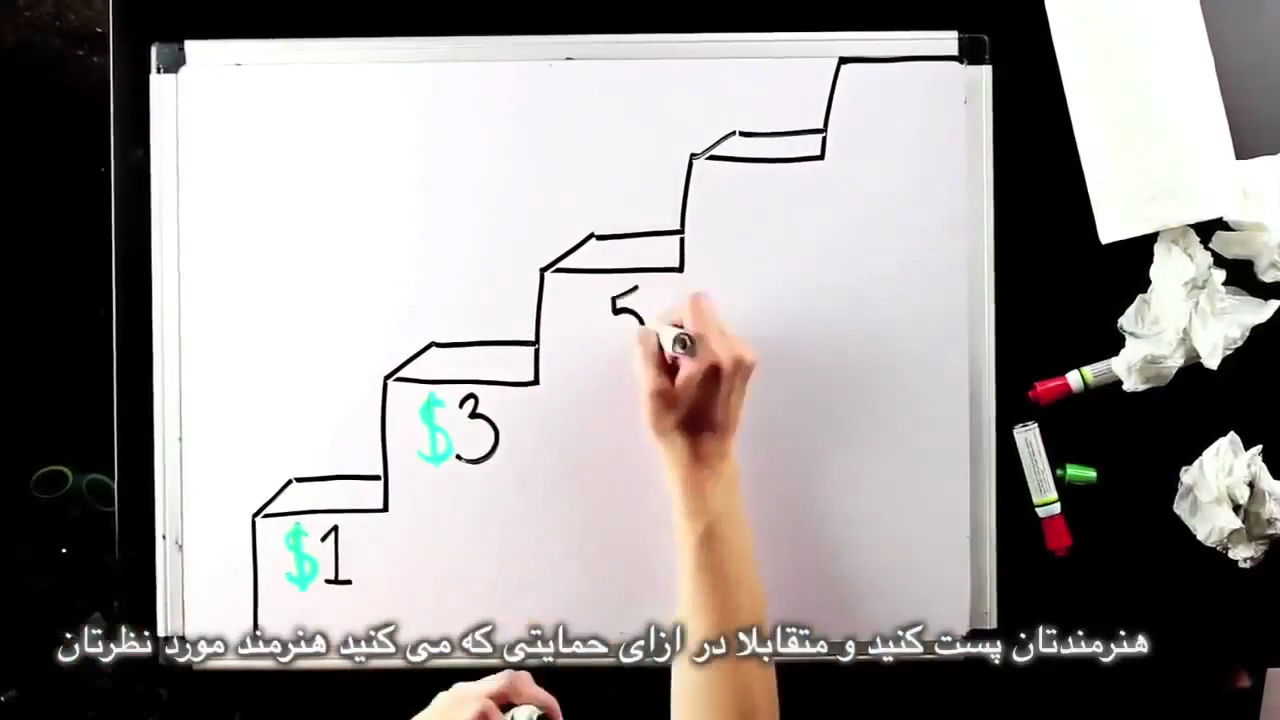 5
$3
$1
هنرمندتان پست کنید و متقابلا در ازای حمایتی که می کنید هنرمند مورد نظرتان